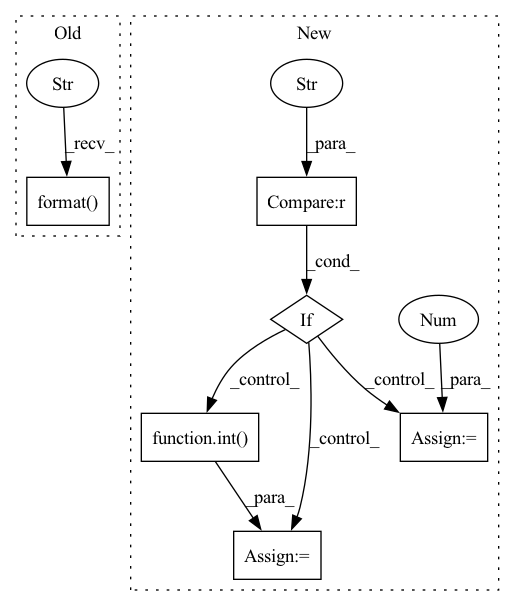 Old
New
Str
Str
_recv_
_para_
format()
Compare:r
_cond_
If
Num
_control_
_control_
_para_
_control_
function.int()
Assign:=
_para_
Assign:=